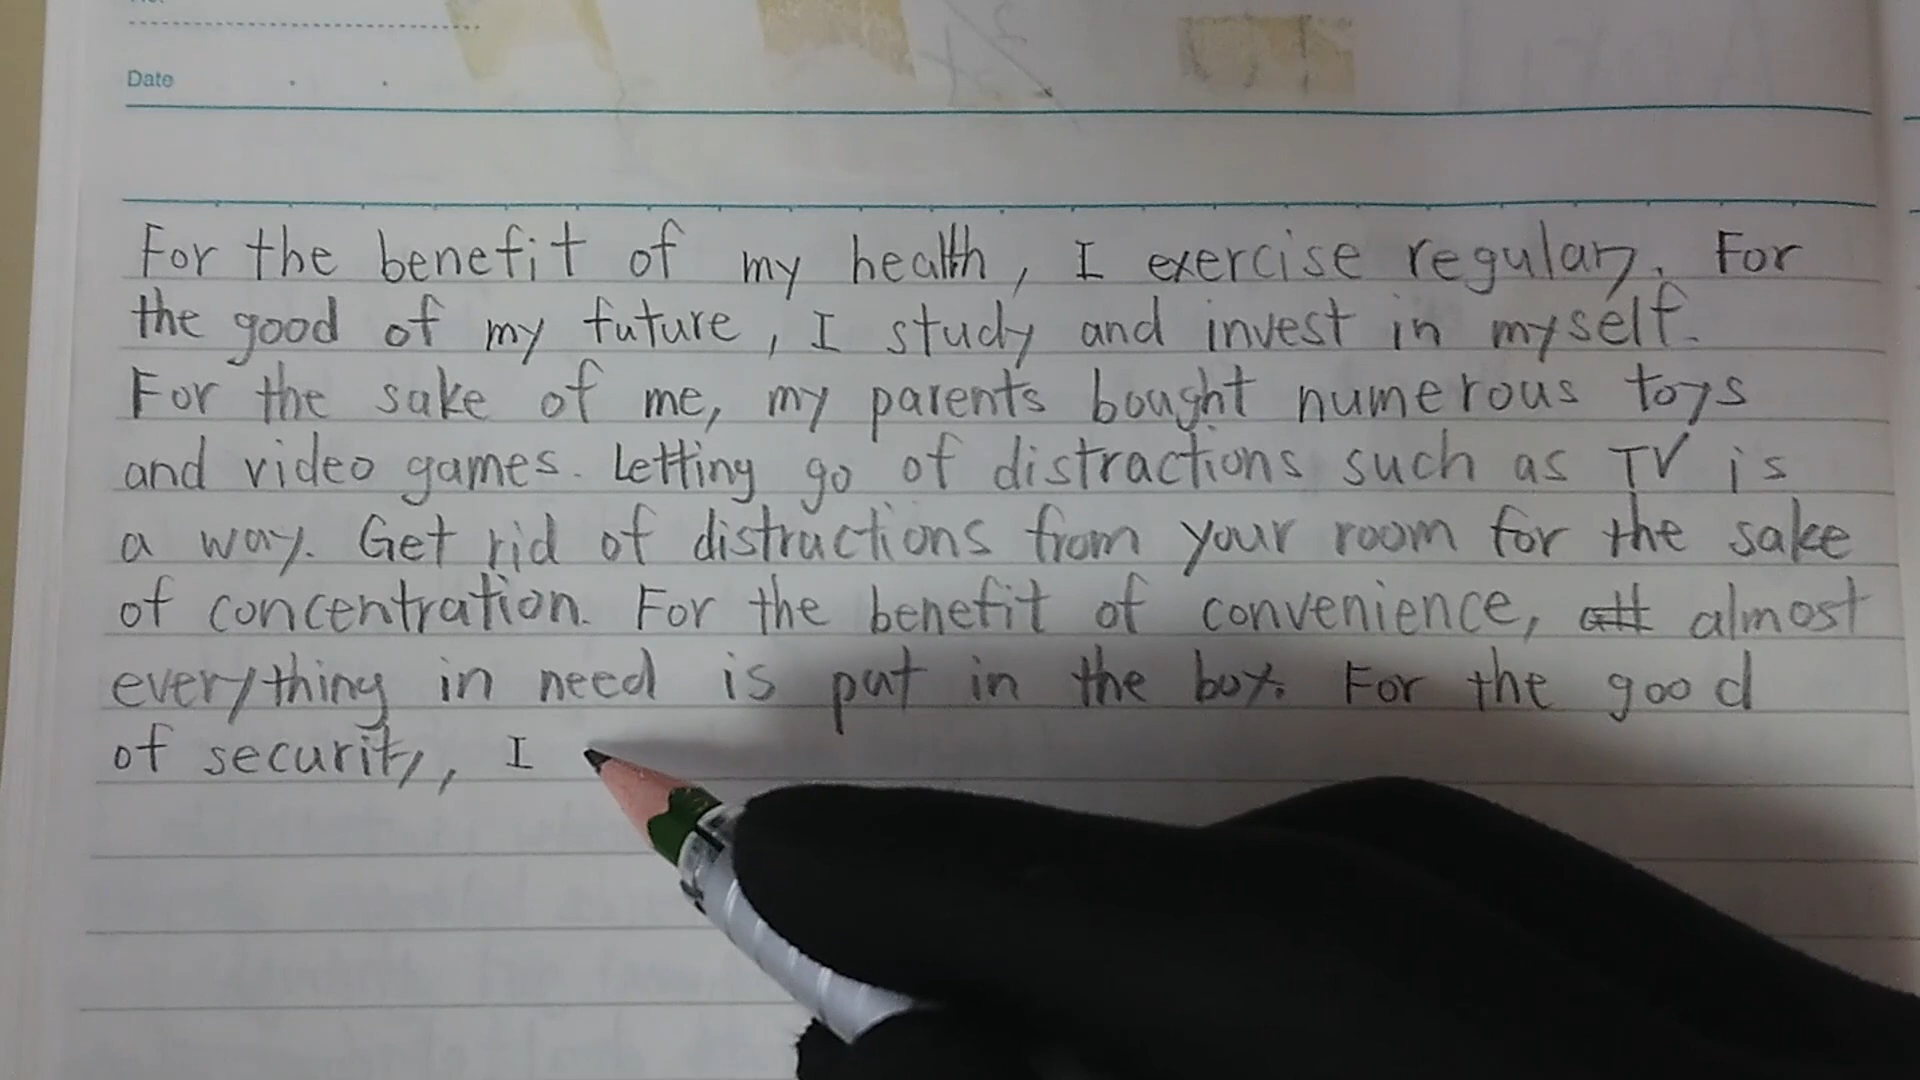 Date
For the benefit of my health, I exercise regulary. For
the good of my future, I study and invest in myself.
For the sake of me, my parents bought numerous toys
and video games. Letting go of distractions such as TV is
a way. Get rid of distractions from your room for the sake
of concentration. For the benefit of convenience, almost
everything in need is put in the box. For the good
of security, I